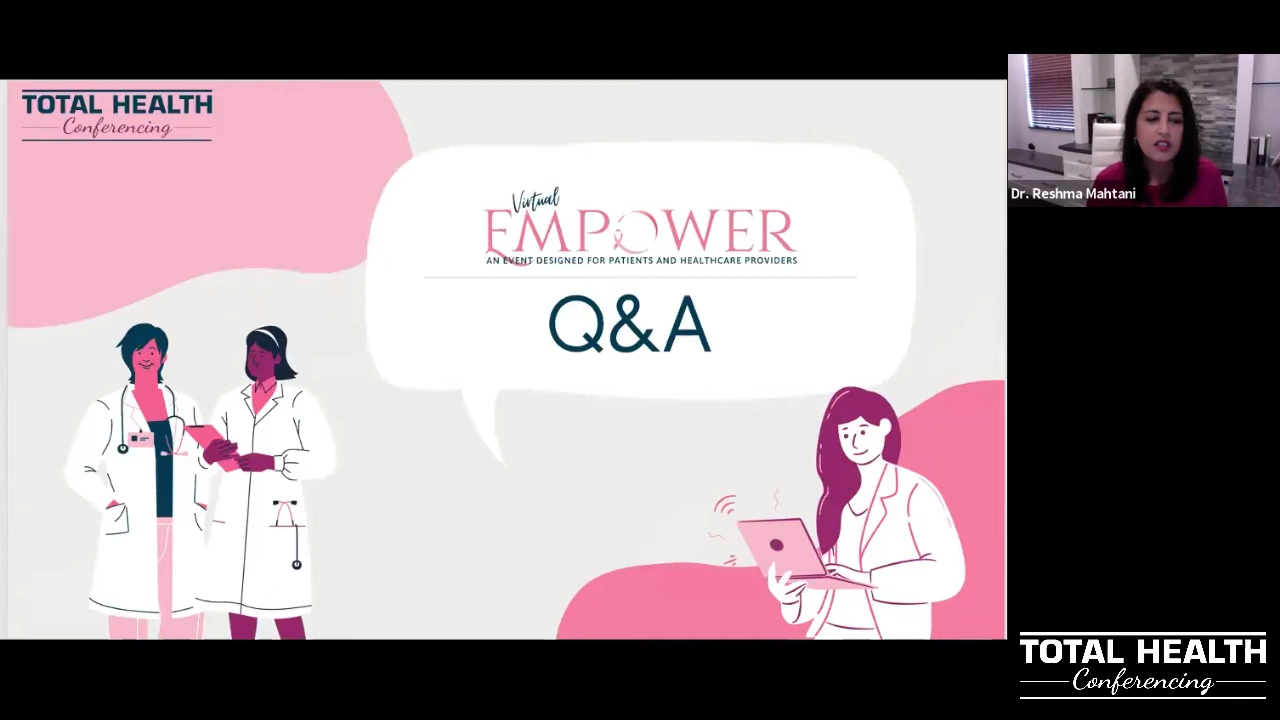 TOTAL HEALTH
Conferencing
Virtual
EMPOWER
AN EVENT DESIGNED FOR PATIENTS AND HEALTHCARE PROVIDERS
Q&A
Dr. Reshma Mahtani
TOTAL HEALTH
Conferencing